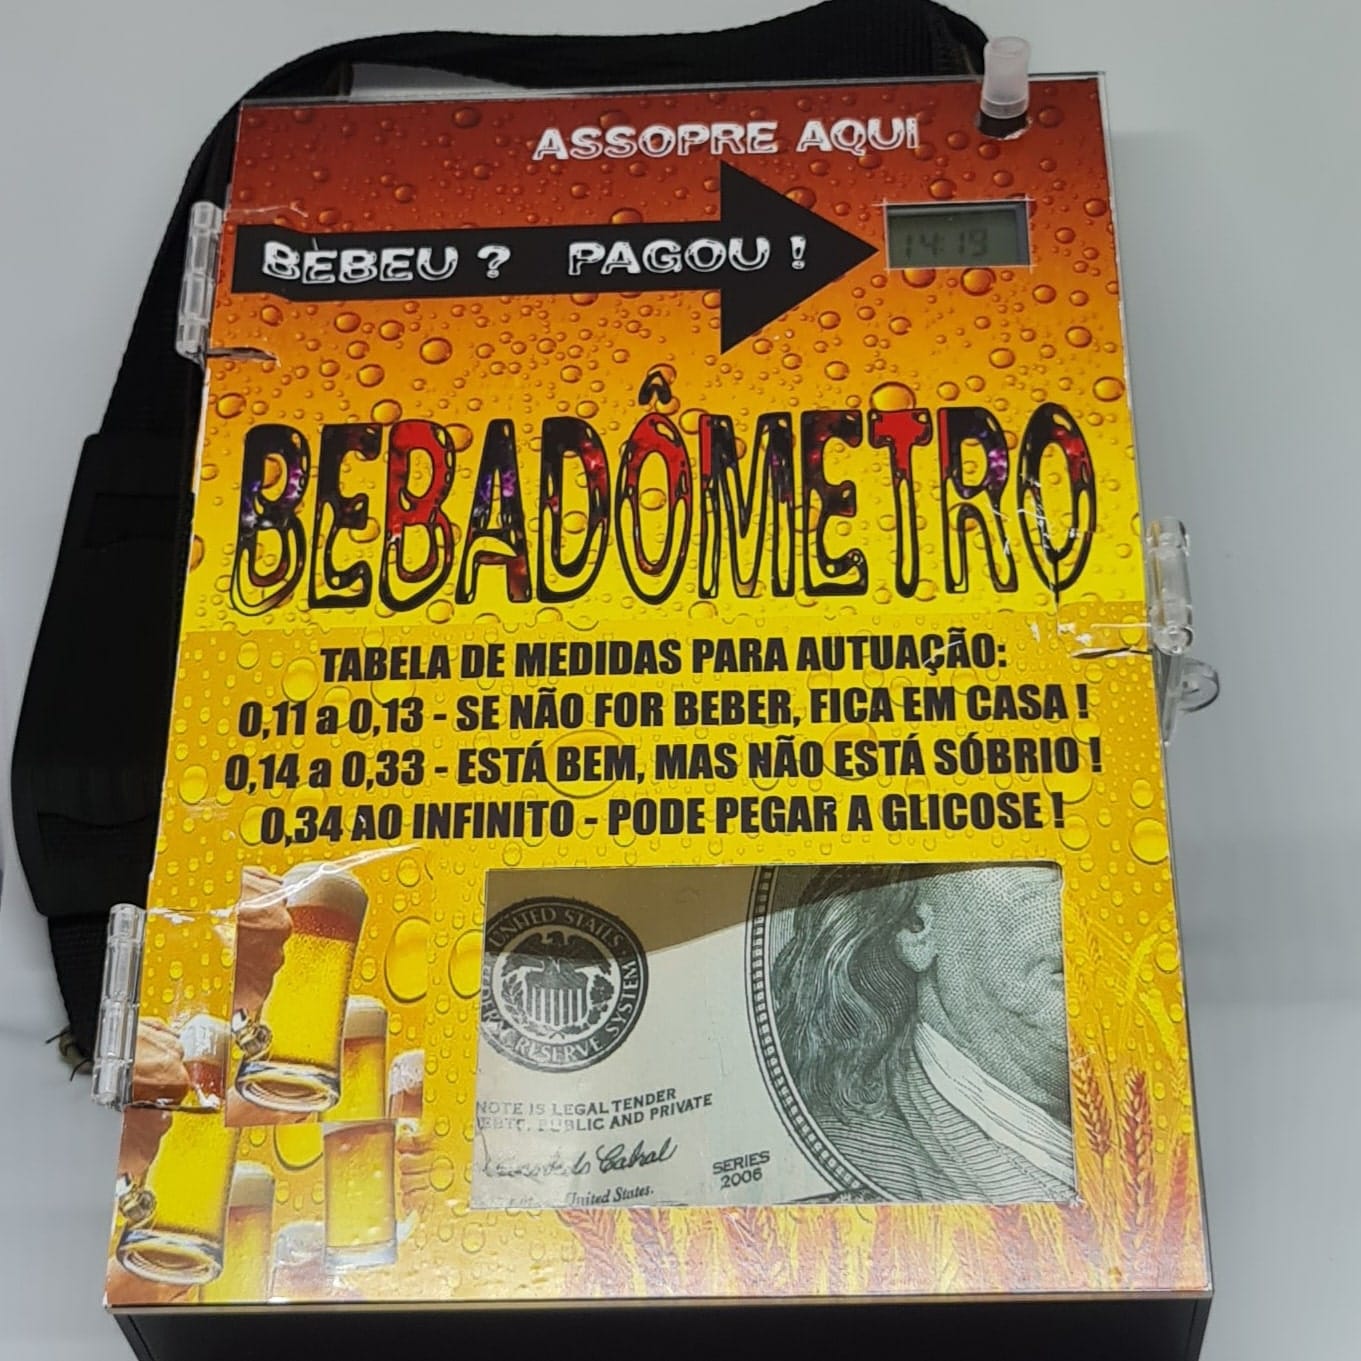 ASSOPRE AQUI
BEBEU ? PAGOU !
14:19
BEBADÔMETRO
TABELA DE MEDIDAS PARA AUTUAÇÃO:
0,11 a 0,13 - SE NÃO FOR BEBER, FICA EM CASA !
0,14 a 0,33 - ESTÁ BEM, MAS NÃO ESTÁ SÓBRIO !
0,34 AO INFINITO - PODE PEGAR A GLICOSE !
UNITED STATES
RESERVE SYSTEM
NOTE IS LEGAL TENDER
PUBLIC AND PRIVATE
Cabral
SERIES
2006
United States.